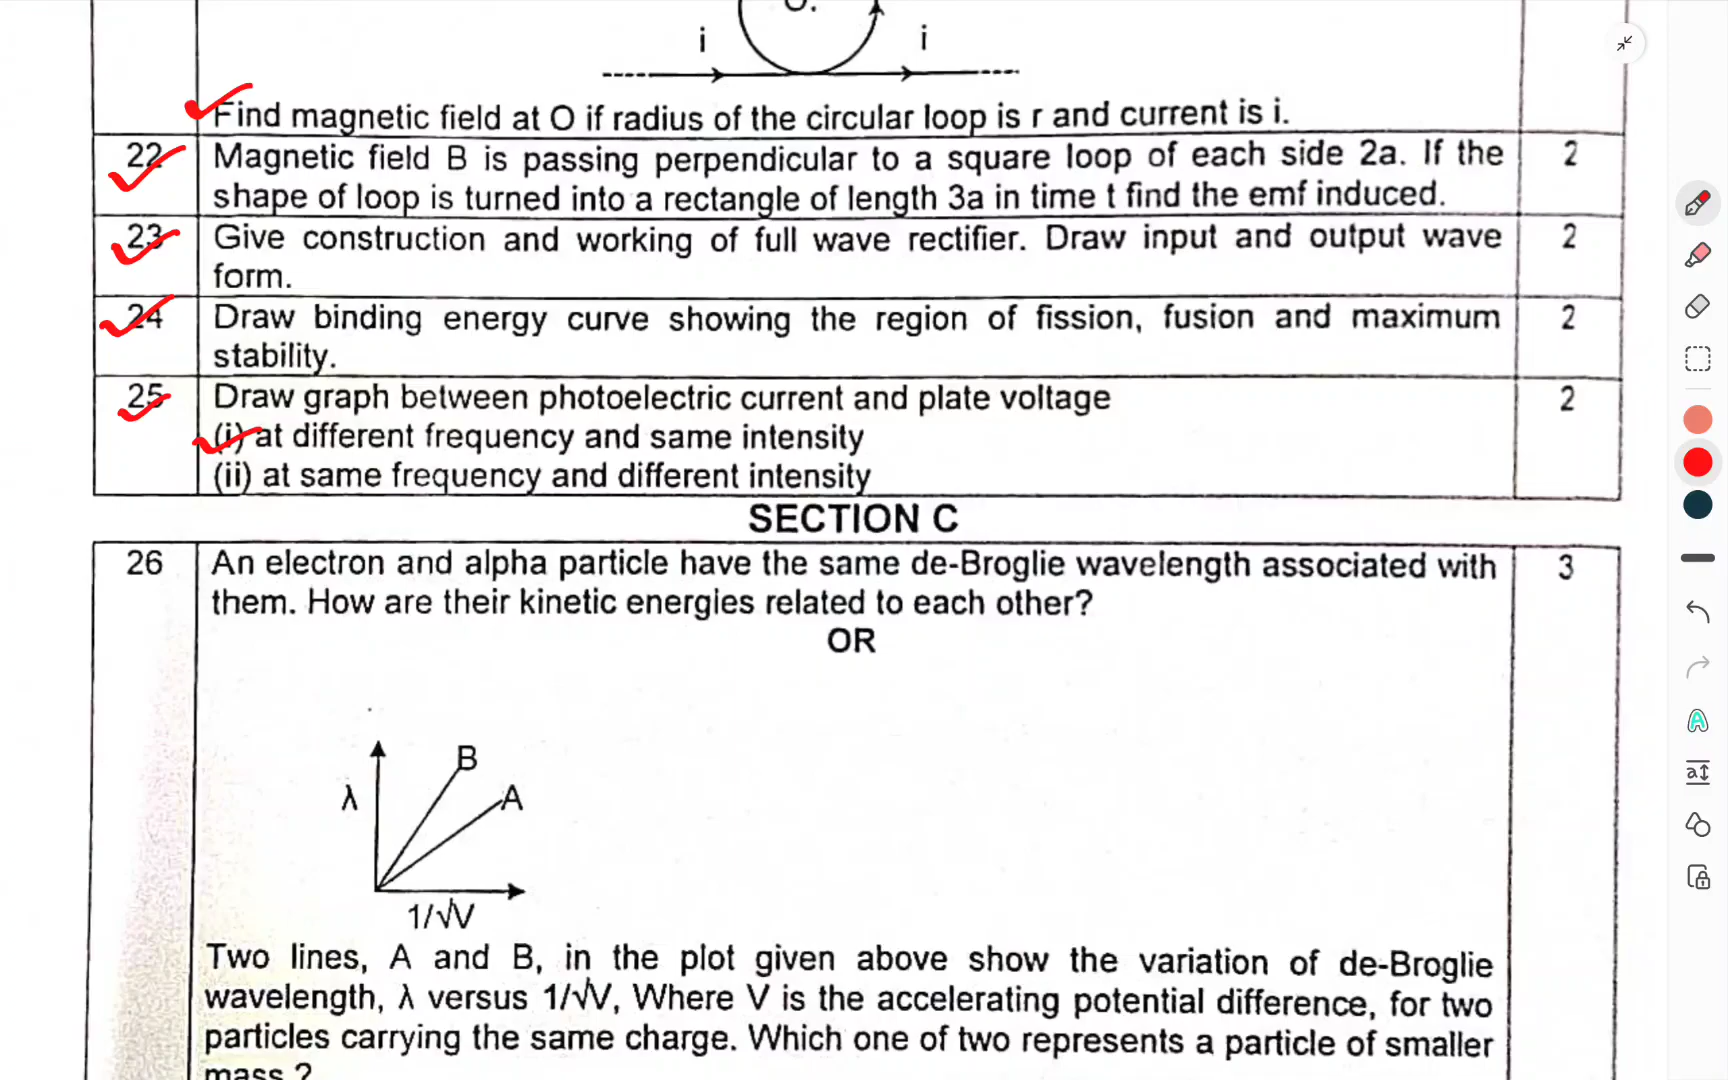 O.
i
i
Find magnetic field at O if radius of the circular loop is r and current is i.
22
Magnetic field B is passing perpendicular to a square loop of each side 2a. If the
2
shape of loop is turned into a rectangle of length 3a in time t find the emf induced.
23
Give construction and working of full wave rectifier. Draw input and output wave
2
form.
24
Draw binding energy curve showing the region of fission, fusion and maximum
2
stability.
25
Draw graph between photoelectric current and plate voltage
2
(i) at different frequency and same intensity
(ii) at same frequency and different intensity
SECTION C
26
An electron and alpha particle have the same de-Broglie wavelength associated with
3
them. How are their kinetic energies related to each other?
OR
B
λ
A
1/√V
Two lines, A and B, in the plot given above show the variation of de-Broglie
wavelength, λ versus 1/√V, Where V is the accelerating potential difference, for two
particles carrying the same charge. Which one of two represents a particle of smaller
mass ?
A
a